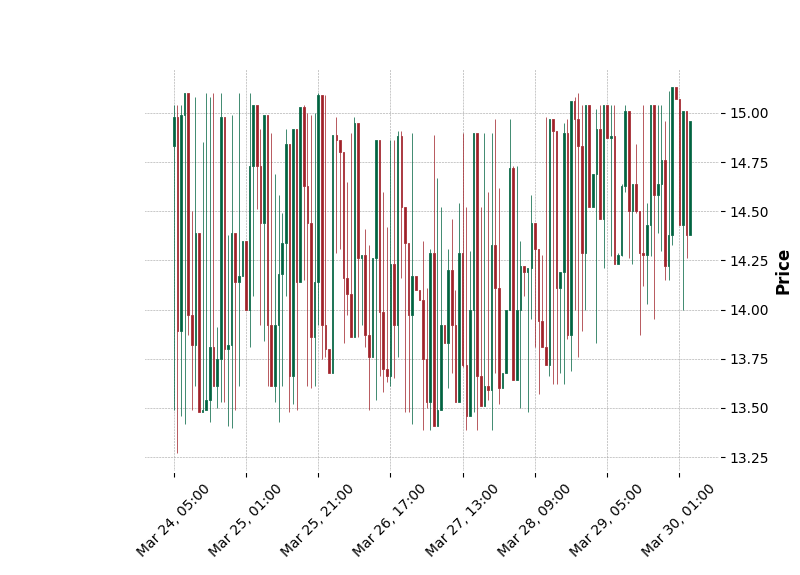 15.00
14.75
14.50
14.25
14.00
13.75
13.50
13.25
Price
Mar 24, 05:00
Mar 25, 01:00
Mar 25, 21:00
Mar 26, 17:00
Mar 27, 13:00
Mar 28, 09:00
Mar 29, 05:00
Mar 30, 01:00